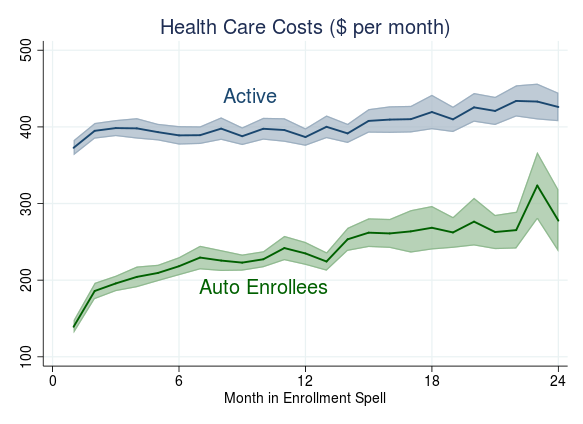 Health Care Costs ($ per month)
500
400
300
200
100
Active
Auto Enrollees
0 6 12 18 24
Month in Enrollment Spell